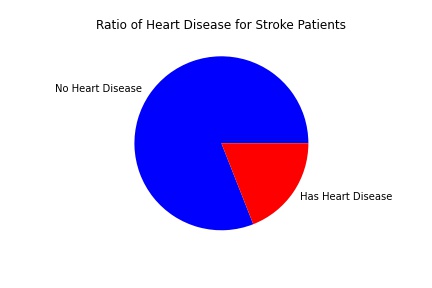 Ratio of Heart Disease for Stroke Patients
No Heart Disease
Has Heart Disease